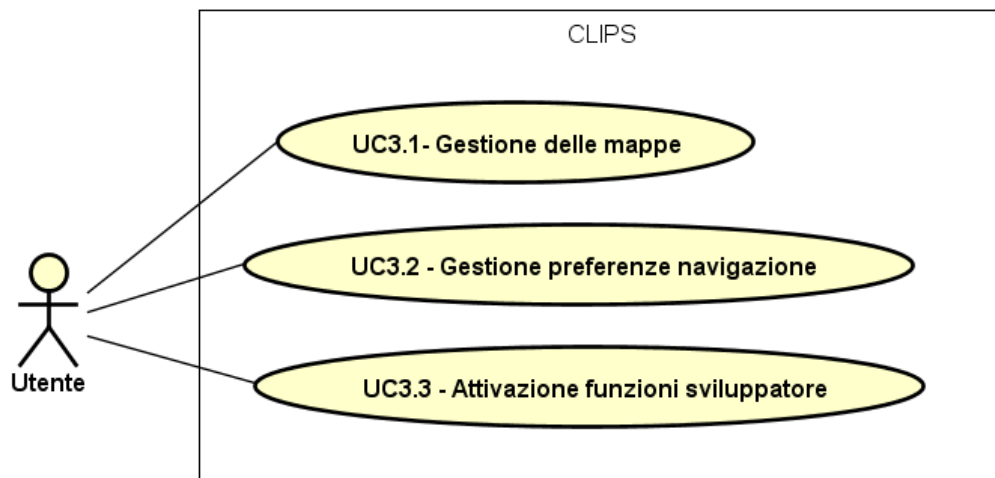 CLIPS
UC3.1- Gestione delle mappe
UC3.2 - Gestione preferenze navigazione
UC3.3 - Attivazione funzioni sviluppatore
Utente